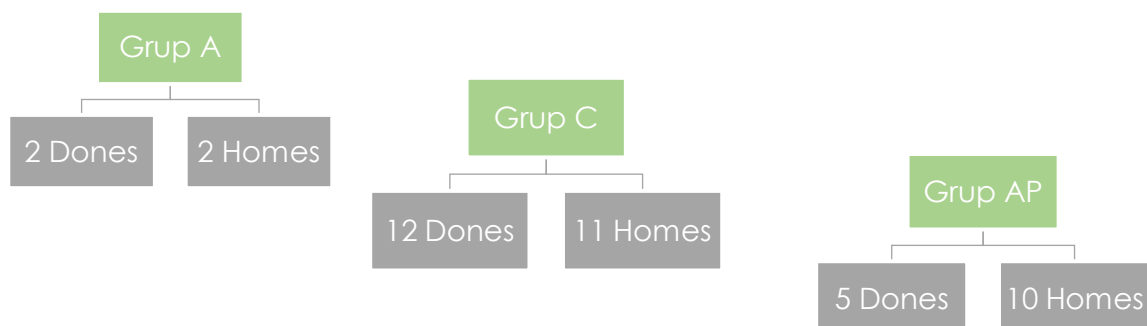 Grup A
2 Dones
2 Homes
Grup C
12 Dones
11 Homes
Grup AP
5 Dones
10 Homes